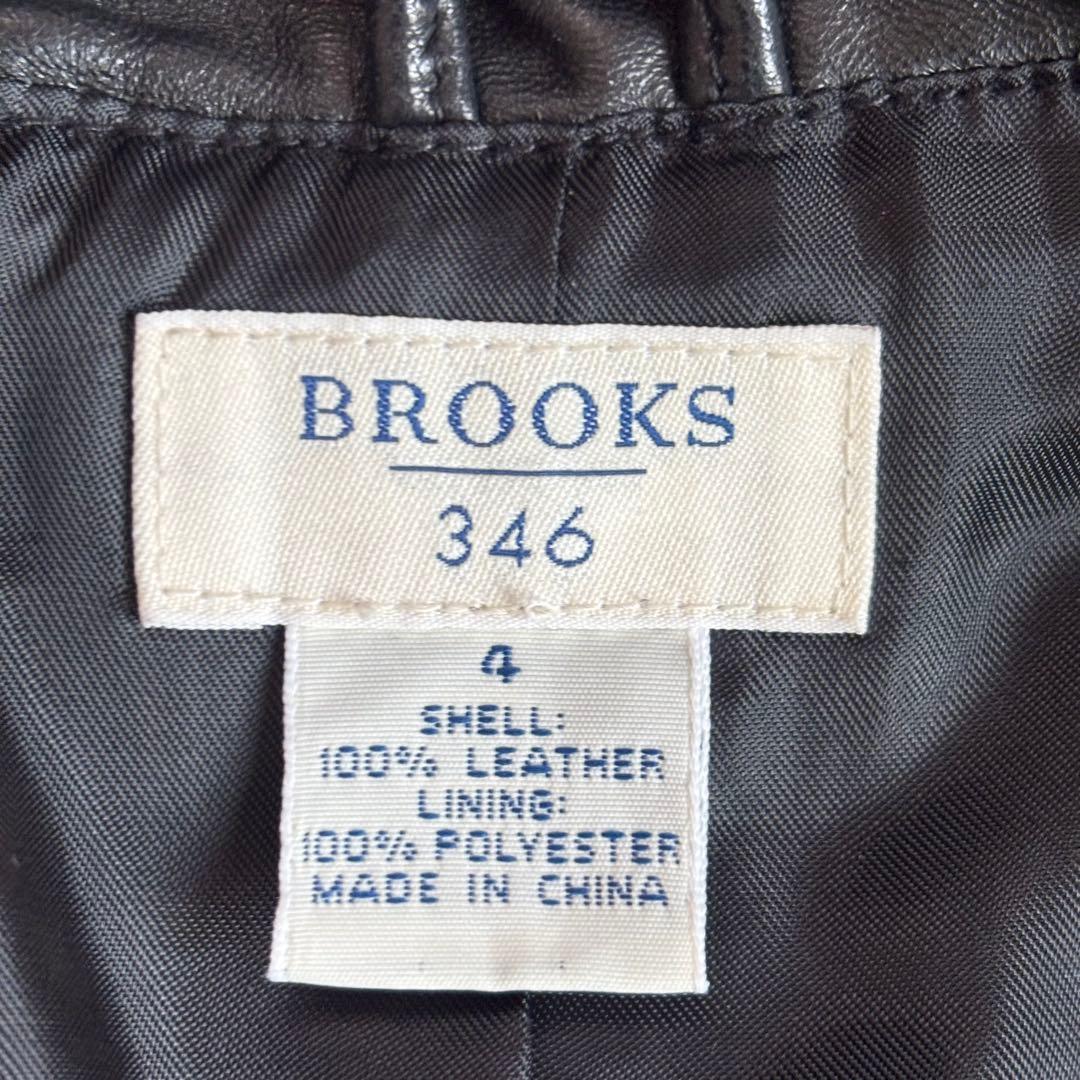 BROOKS
346
4
SHELL:
100% LEATHER
LINING:
100% POLYESTER
MADE IN CHINA